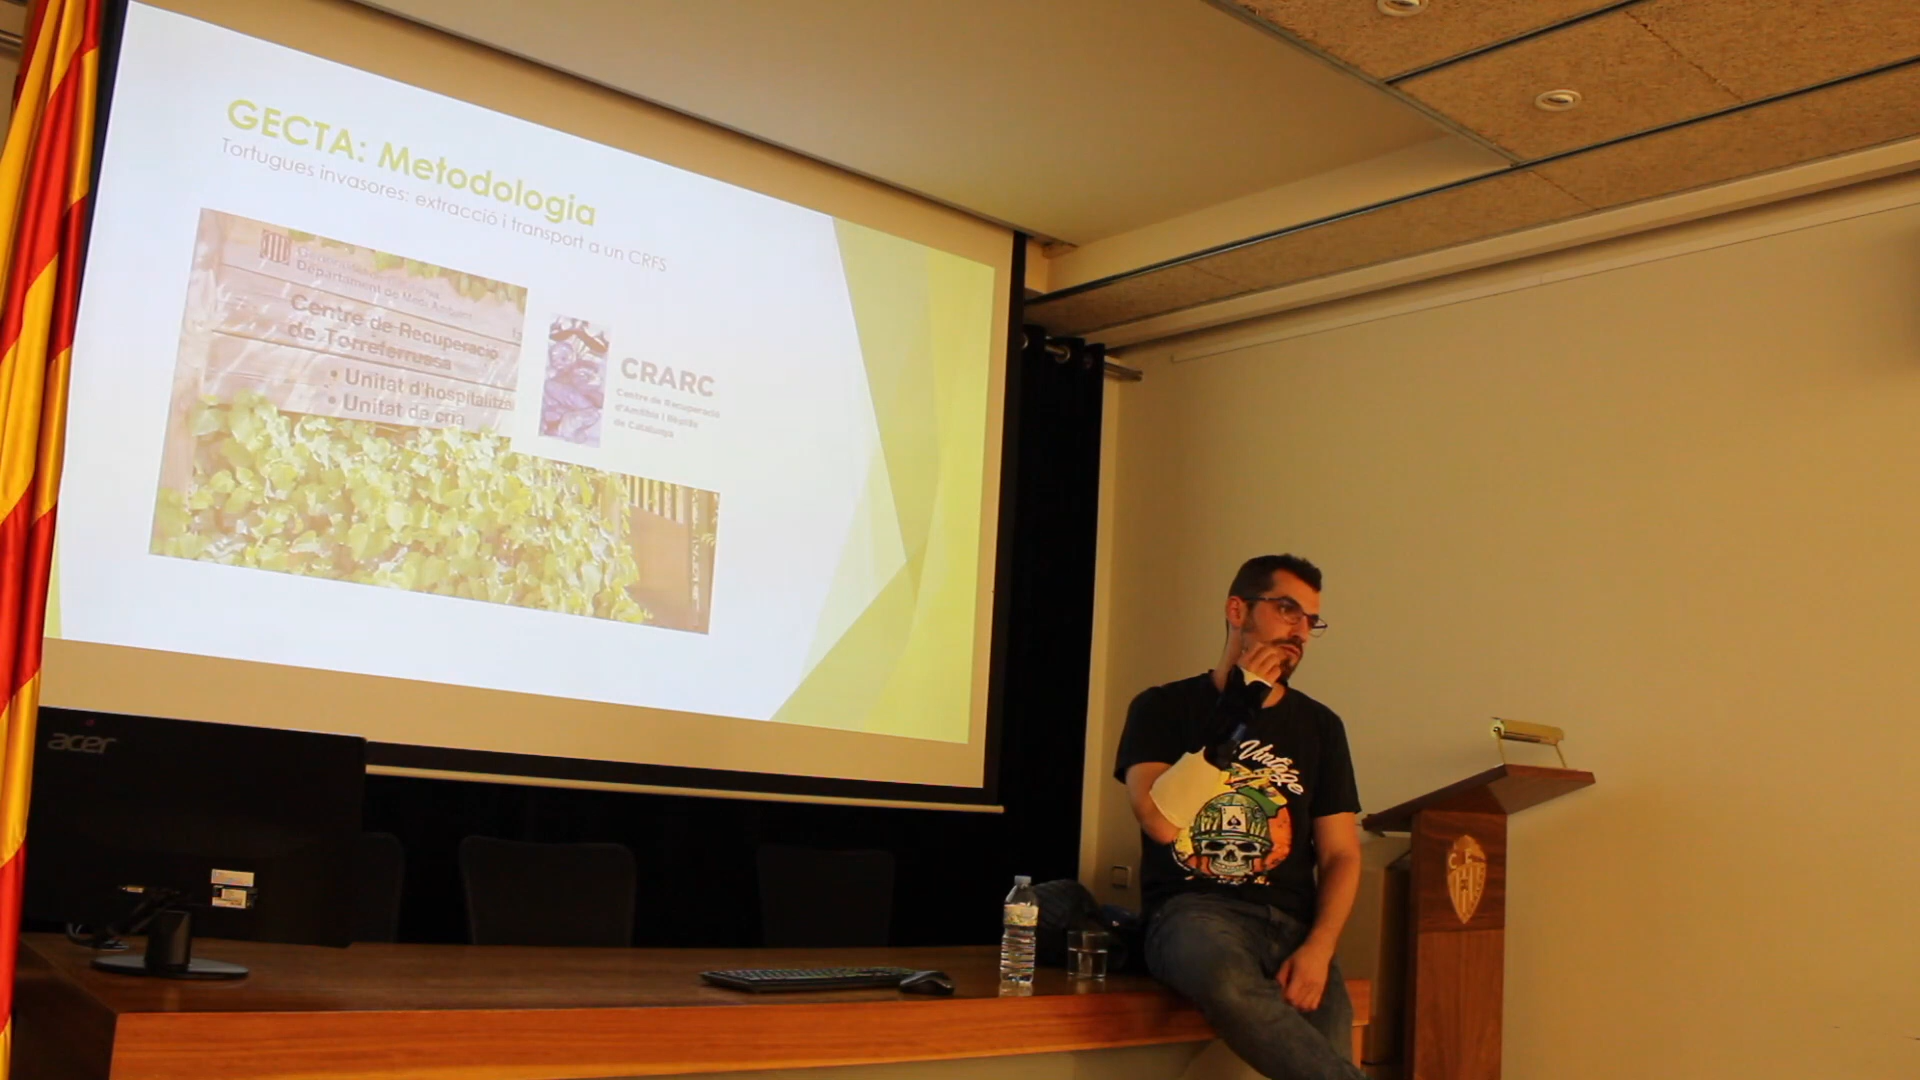 GECTA: Metodologia
Tortugues invasores: extracció i transport a un CRFS
Departament de Medi Ambient
Centre de Recuperació
de Torreferrussa
• Unitat d'hospitalitza
• Unitat de cria
CRARC
Centre de Recuperació
d'Amfibis i Rèptils
de Catalunya
acer
Vintage